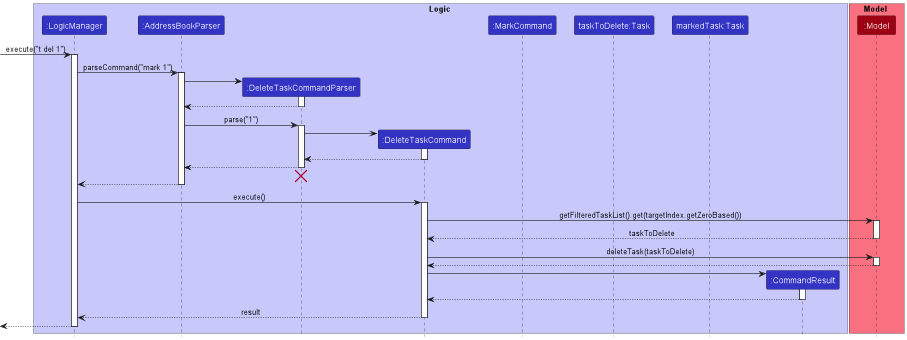 Logic
Model
:LogicManager
:AddressBookParser
:MarkCommand
taskToDelete:Task
markedTask:Task
:Model
execute("t del 1")
parseCommand("mark 1")
:DeleteTaskCommandParser
parse("1")
:DeleteTaskCommand
execute()
getFilteredTaskList().get(targetIndex.getZeroBased())
taskToDelete
deleteTask(taskToDelete)
:CommandResult
result